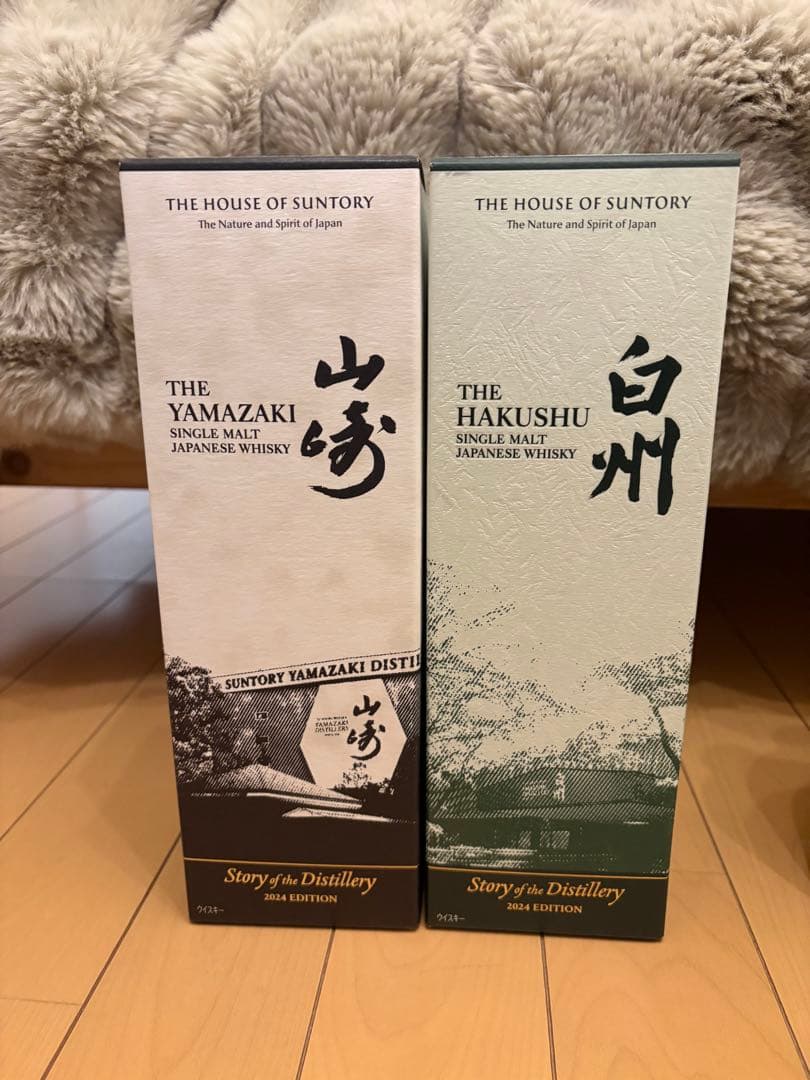 THE HOUSE OF SUNTORY
The Nature and Spirit of Japan
THE
YAMAZAKI
SINGLE MALT
JAPANESE WHISKY
山崎
SUNTORY YAMAZAKI DISTI
YAMAZAKI
DISTILLERY
山崎
Story of the Distillery
2024 EDITION
ウイスキー
THE HOUSE OF SUNTORY
The Nature and Spirit of Japan
THE
HAKUSHU
SINGLE MALT
JAPANESE WHISKY
白州
Story of the Distillery
2024 EDITION
ウイスキー